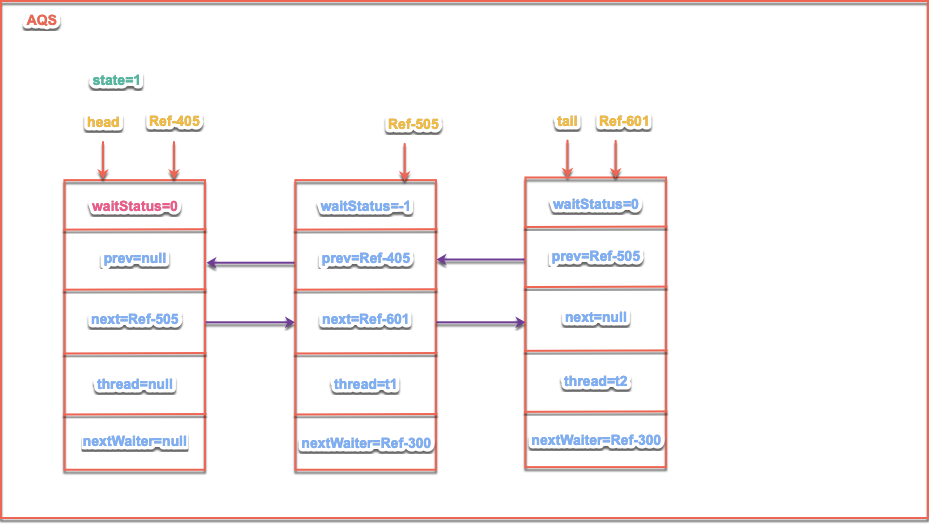 AQS
state=1
head
Ref-405
Ref-505
tail
Ref-601
waitStatus=0
waitStatus=-1
waitStatus=0
prev=null
prev=Ref-405
prev=Ref-505
next=Ref-505
next=Ref-601
next=null
thread=null
thread=t1
thread=t2
nextWaiter=null
nextWaiter=Ref-300
nextWaiter=Ref-300